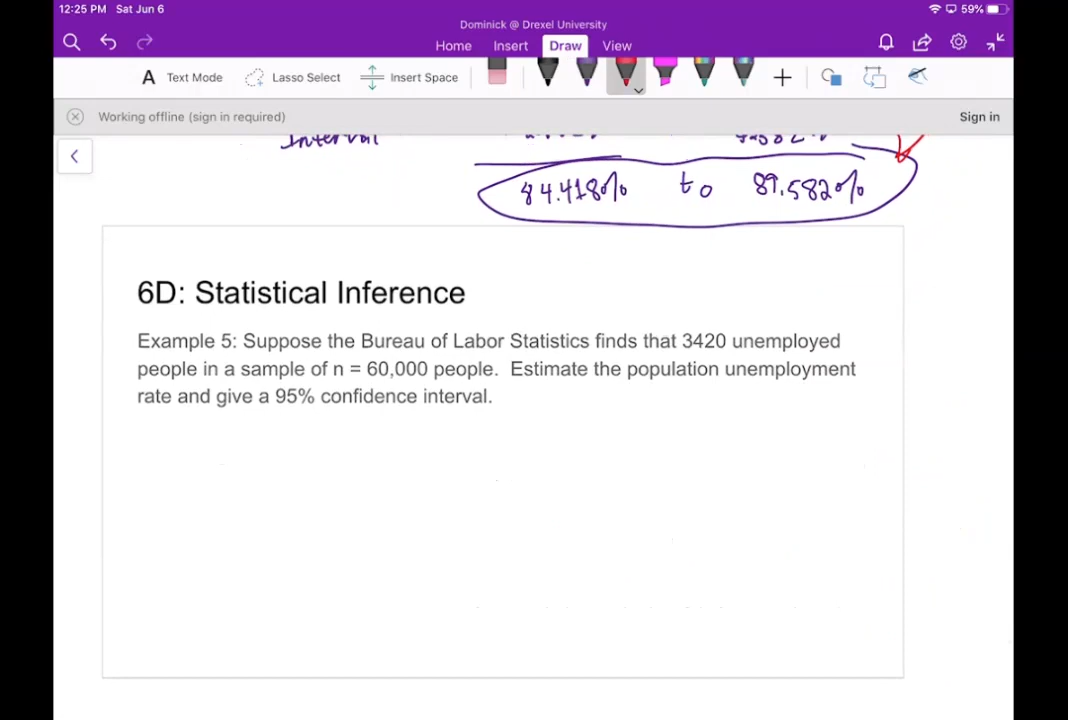 12:25 PM Sat Jun 6
59%
Dominick @ Drexel University
Home Insert Draw View
A Text Mode Lasso Select Insert Space
Working offline (sign in required) Sign in
Interval
84.418% to 89.582%
6D: Statistical Inference
Example 5: Suppose the Bureau of Labor Statistics finds that 3420 unemployed
people in a sample of n = 60,000 people. Estimate the population unemployment
rate and give a 95% confidence interval.